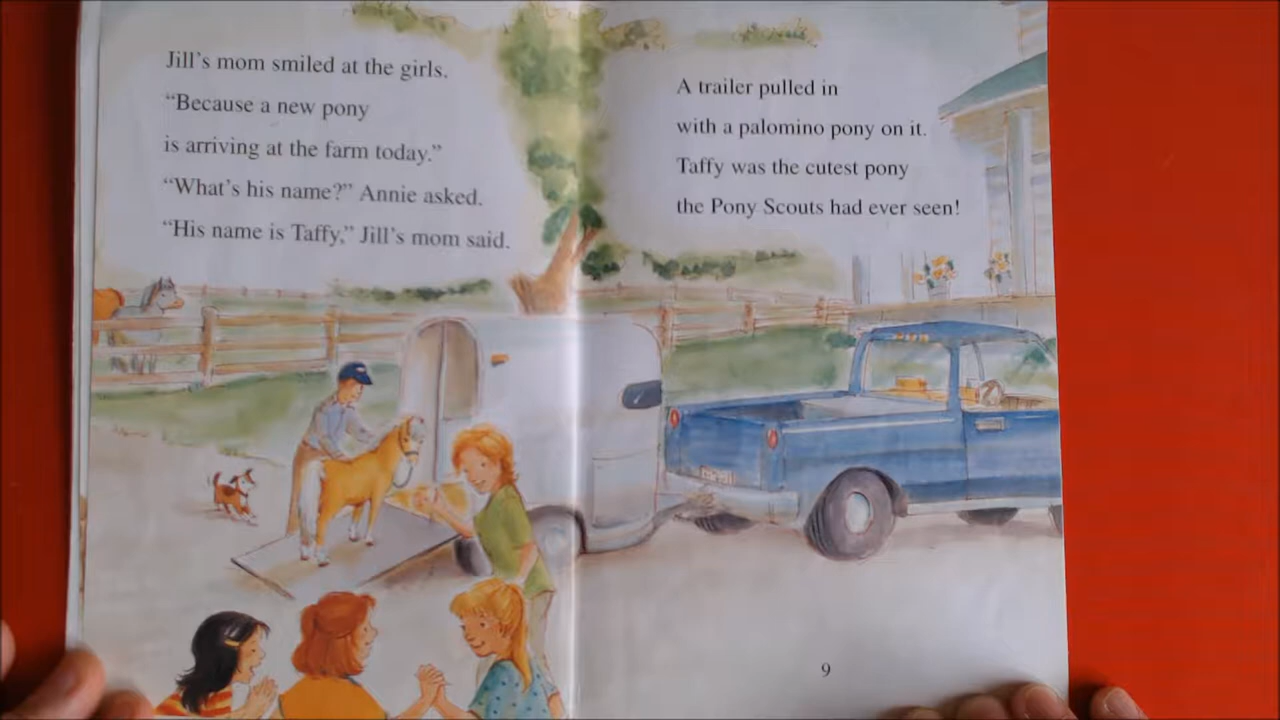 Jill's mom smiled at the girls.
“Because a new pony
is arriving at the farm today.”
“What's his name?” Annie asked.
“His name is Taffy,” Jill's mom said.
A trailer pulled in
with a palomino pony on it.
Taffy was the cutest pony
the Pony Scouts had ever seen!
9